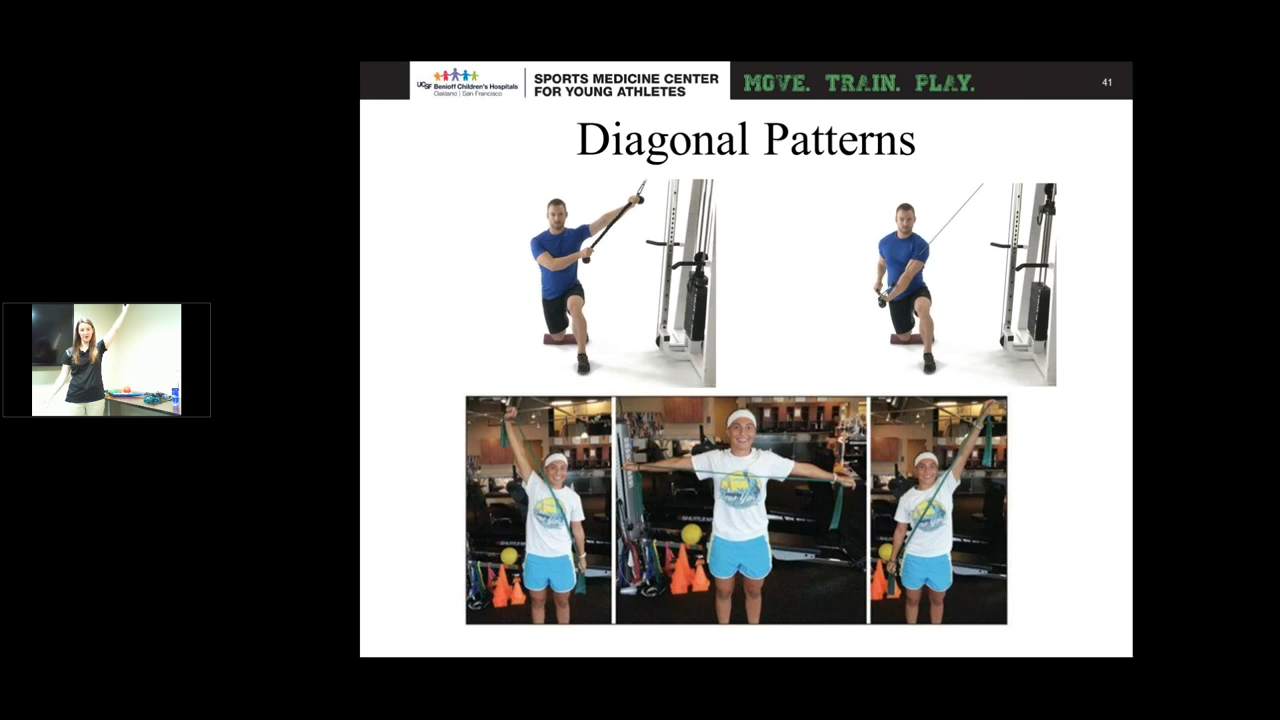 UCSF Benioff Children's Hospitals
Oakland | San Francisco
SPORTS MEDICINE CENTER
FOR YOUNG ATHLETES
MOVE. TRAIN. PLAY.
41
Diagonal Patterns
SHUTTLE